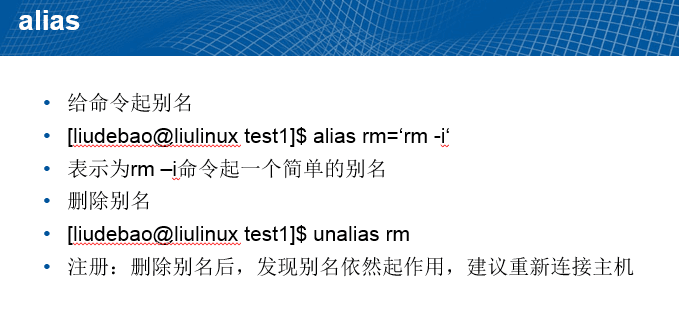 alias
• 给命令起别名
• [liudebao@liulinux test1]$ alias rm=‘rm -i‘
• 表示为rm –i命令起一个简单的别名
• 删除别名
• [liudebao@liulinux test1]$ unalias rm
• 注册：删除别名后，发现别名依然起作用，建议重新连接主机